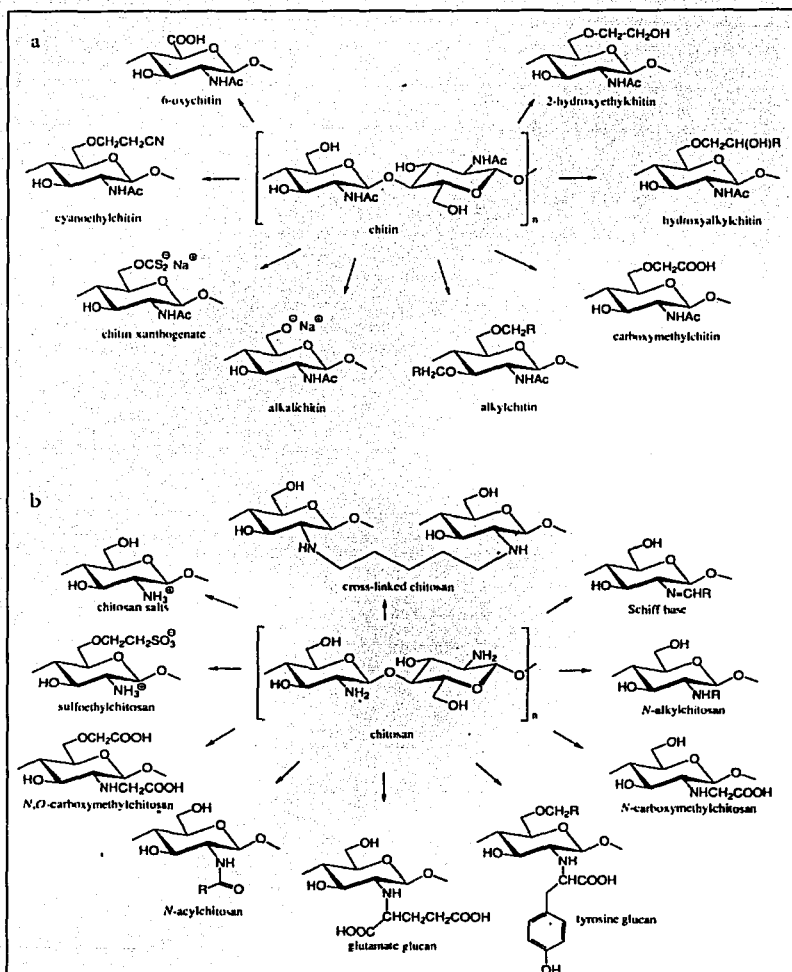 a
COOH
O
HO
NHAc
O
6-oxychitin
O-CH₂-CH₂-OH
O
HO
NHAc
O
2-hydroxyethylchitin
OCH₂CH₂CN
O
HO
NHAc
O
cyanoethylchitin
OH
O
HO
NHAc
O
HO
NHAc
O
O
OH
n
chitin
OCH₂CH(OH)R
O
HO
NHAc
O
hydroxyalkylchitin
OCS₂⊖ Na⊕
O
HO
NHAc
O
chitin xanthogenate
O⊖ Na⊕
O
HO
NHAc
O
alkalichitin
OCH₂R
O
RH₂CO
NHAc
O
alkylchitin
OCH₂COOH
O
HO
NHAc
O
carboxymethylchitin
b
OH
O
HO
O
HN
OH
O
HO
O
NH
cross-linked chitosan
OH
O
HO
NH₃⊕
O
chitosan salts
OH
O
HO
N=CHR
O
Schiff base
OCH₂CH₂SO₃⊖
O
HO
NH₃⊕
O
sulfoethylchitosan
OH
O
HO
NH₂
O
HO
NH₂
O
O
OH
n
chitosan
OH
O
HO
NHR
O
N-alkylchitosan
OCH₂COOH
O
HO
NHCH₂COOH
O
N,O-carboxymethylchitosan
OH
O
HO
NHCH₂COOH
O
N-carboxymethylchitosan
OH
O
HO
NH
O
R
O
N-acylchitosan
OH
O
HO
NH
O
HOOC
CHCH₂CH₂COOH
glutamate glucan
OCH₂R
O
HO
NH
O
CHCOOH
OH
tyrosine glucan